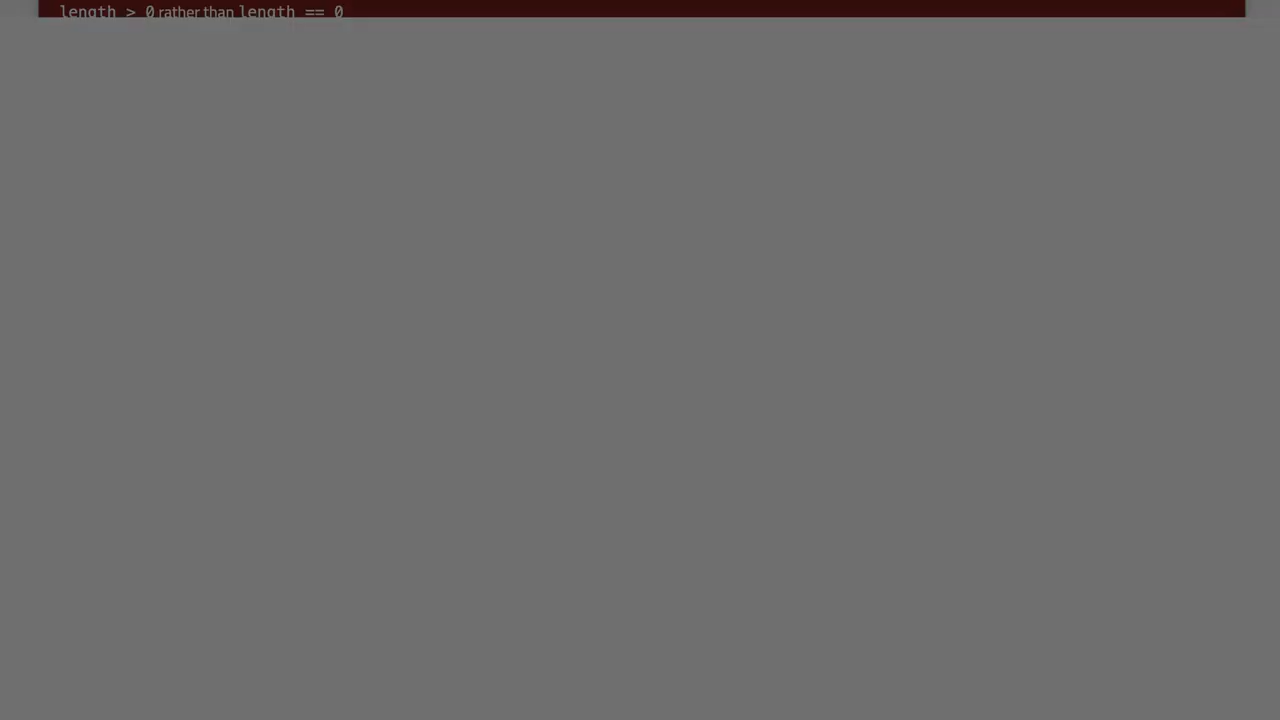 length > 0 rather than length == 0